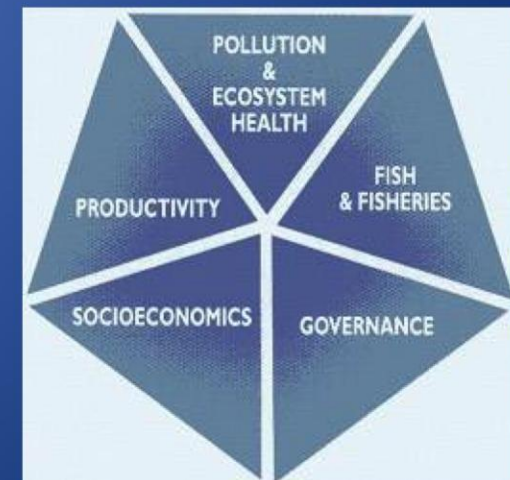 POLLUTION
&
ECOSYSTEM
HEALTH
PRODUCTIVITY
FISH
& FISHERIES
SOCIOECONOMICS
GOVERNANCE